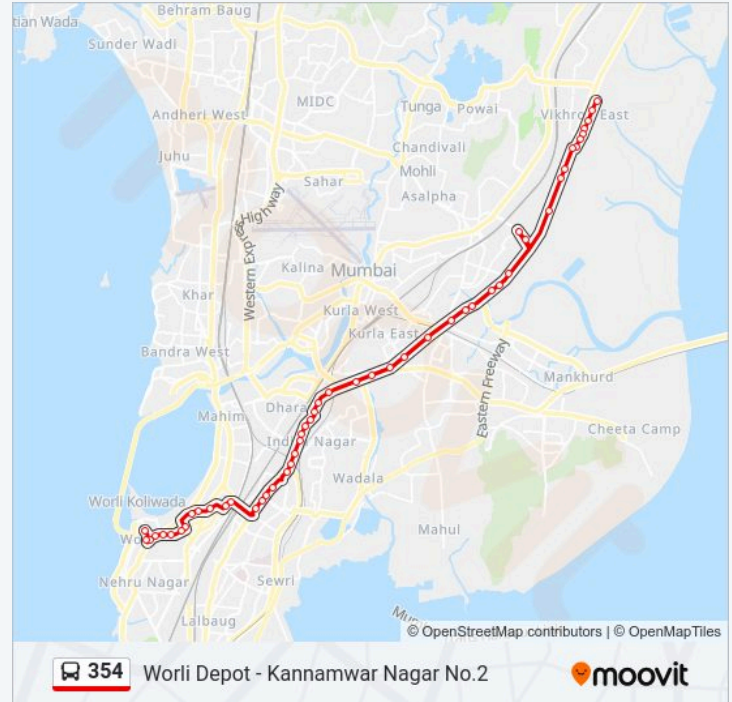 Behram Baug
tian Wada
Sunder Wadi
MIDC
Tunga
Powai
Vikhroli East
Andheri West
Chandivali
Juhu
Mohli
Sahar
Asalpha
Western Express Highway
Kalina
Mumbai
Khar
Kurla West
Kurla East
Bandra West
Eastern Freeway
Mankhurd
Dhara
Mahim
Indira Nagar
Cheeta Camp
Wadala
Worli Koliwada
Wo
Mahul
Nehru Nagar
Sewri
Lalbaug
© OpenStreetMap contributors | © OpenMapTiles
354 Worli Depot - Kannamwar Nagar No.2
moovit